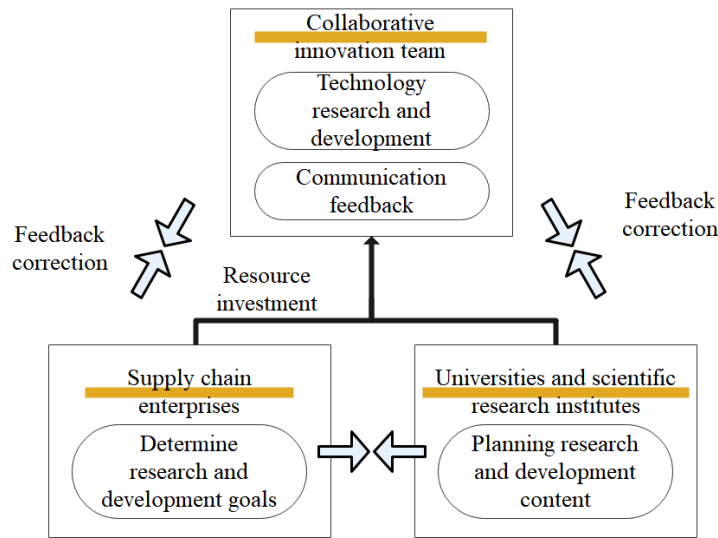 Collaborative
innovation team
Technology
research and
development
Communication
feedback
Feedback
correction
Feedback
correction
Resource
investment
Supply chain
enterprises
Determine
research and
development goals
Universities and scientific
research institutes
Planning research
and development
content